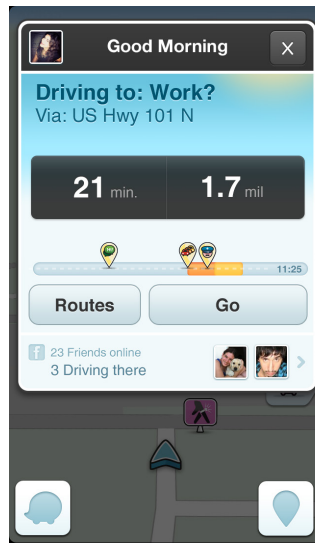 Good Morning
X
Driving to: Work?
Via: US Hwy 101 N
21 min.
1.7 mil
11:25
Routes
Go
f
23 Friends online
3 Driving there